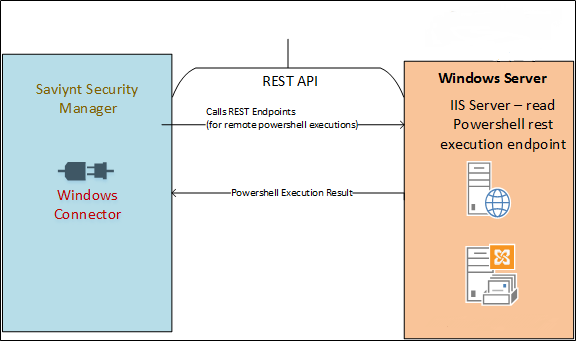 REST API
Saviynt Security
Manager
Windows
Connector
Calls REST Endpoints
(for remote powershell executions)
Powershell Execution Result
Windows Server
IIS Server – read
Powershell rest
execution endpoint